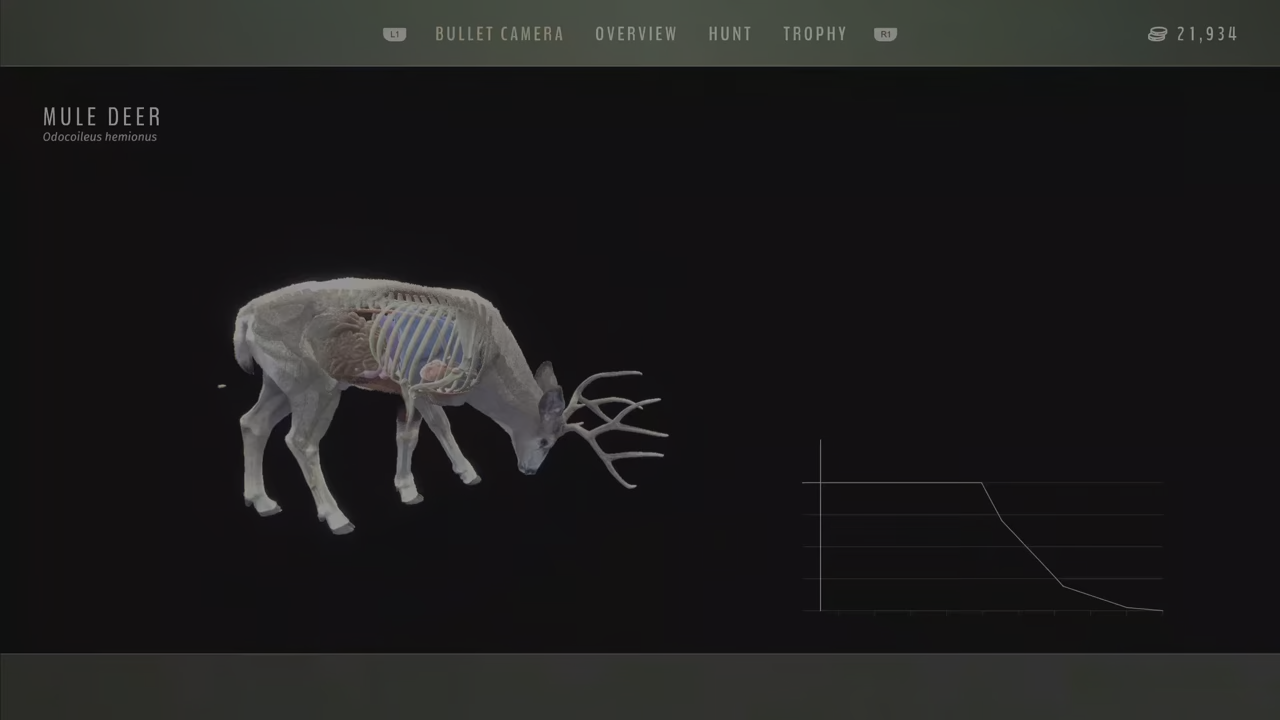 L1 BULLET CAMERA OVERVIEW HUNT TROPHY R1 21,934
MULE DEER
Odocoileus hemionus